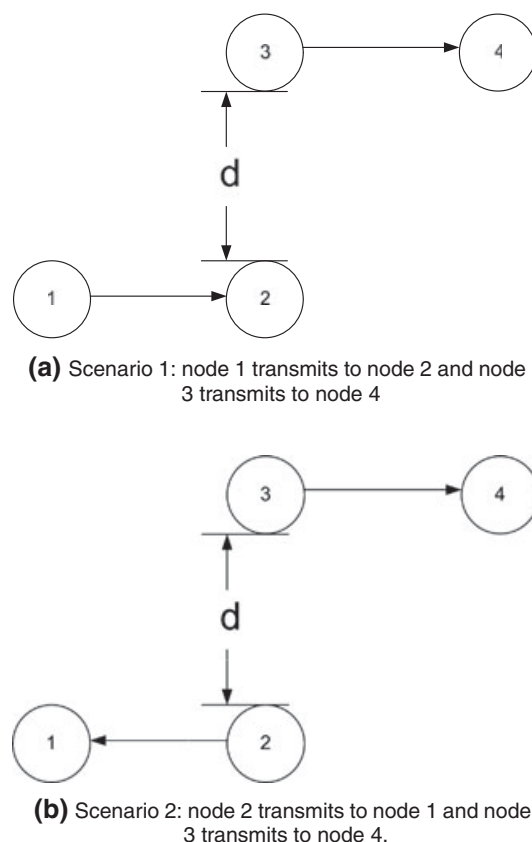 3 4
d
1 2
(a) Scenario 1: node 1 transmits to node 2 and node
3 transmits to node 4
3 4
d
1 2
(b) Scenario 2: node 2 transmits to node 1 and node
3 transmits to node 4.